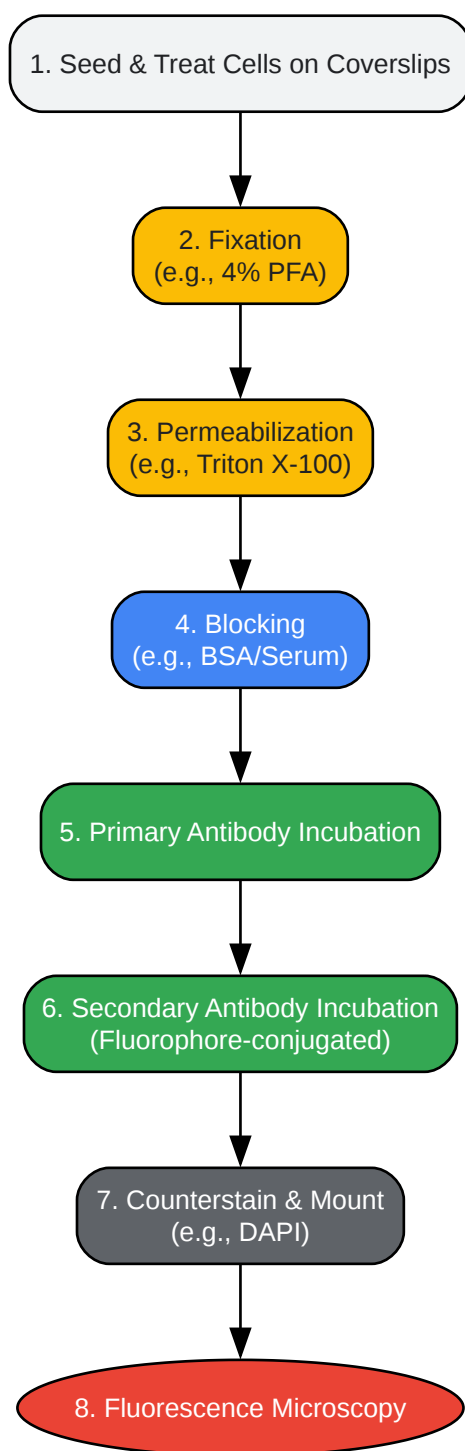 1. Seed & Treat Cells on Coverslips
2. Fixation
(e.g., 4% PFA)
3. Permeabilization
(e.g., Triton X-100)
4. Blocking
(e.g., BSA/Serum)
5. Primary Antibody Incubation
6. Secondary Antibody Incubation
(Fluorophore-conjugated)
7. Counterstain & Mount
(e.g., DAPI)
8. Fluorescence Microscopy